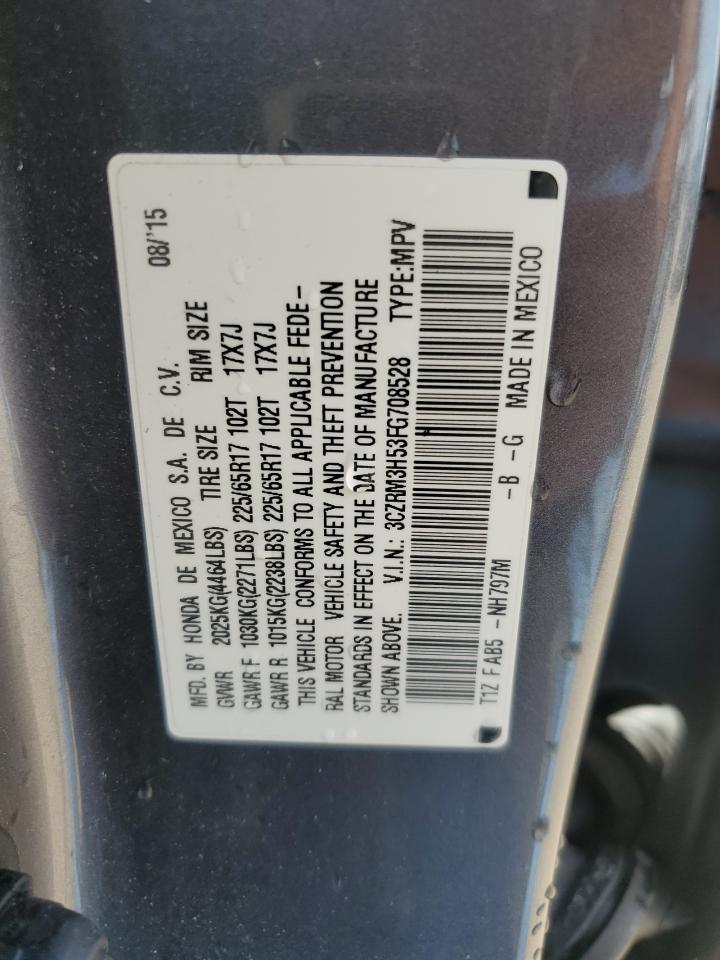 MFD. BY HONDA DE MEXICO S.A. DE C.V. 08/'15
GVWR 2025KG(4464LBS) TIRE SIZE RIM SIZE
GAWR F 1030KG(2271LBS) 225/65R17 102T 17X7J
GAWR R 1015KG(2238LBS) 225/65R17 102T 17X7J
THIS VEHICLE CONFORMS TO ALL APPLICABLE FEDE-
RAL MOTOR VEHICLE SAFETY AND THEFT PREVENTION
STANDARDS IN EFFECT ON THE DATE OF MANUFACTURE
SHOWN ABOVE. V.I.N.: 3CZRM3H53FG708528 TYPE:MPV
T1Z FAB5 -NH797M -B -G MADE IN MEXICO